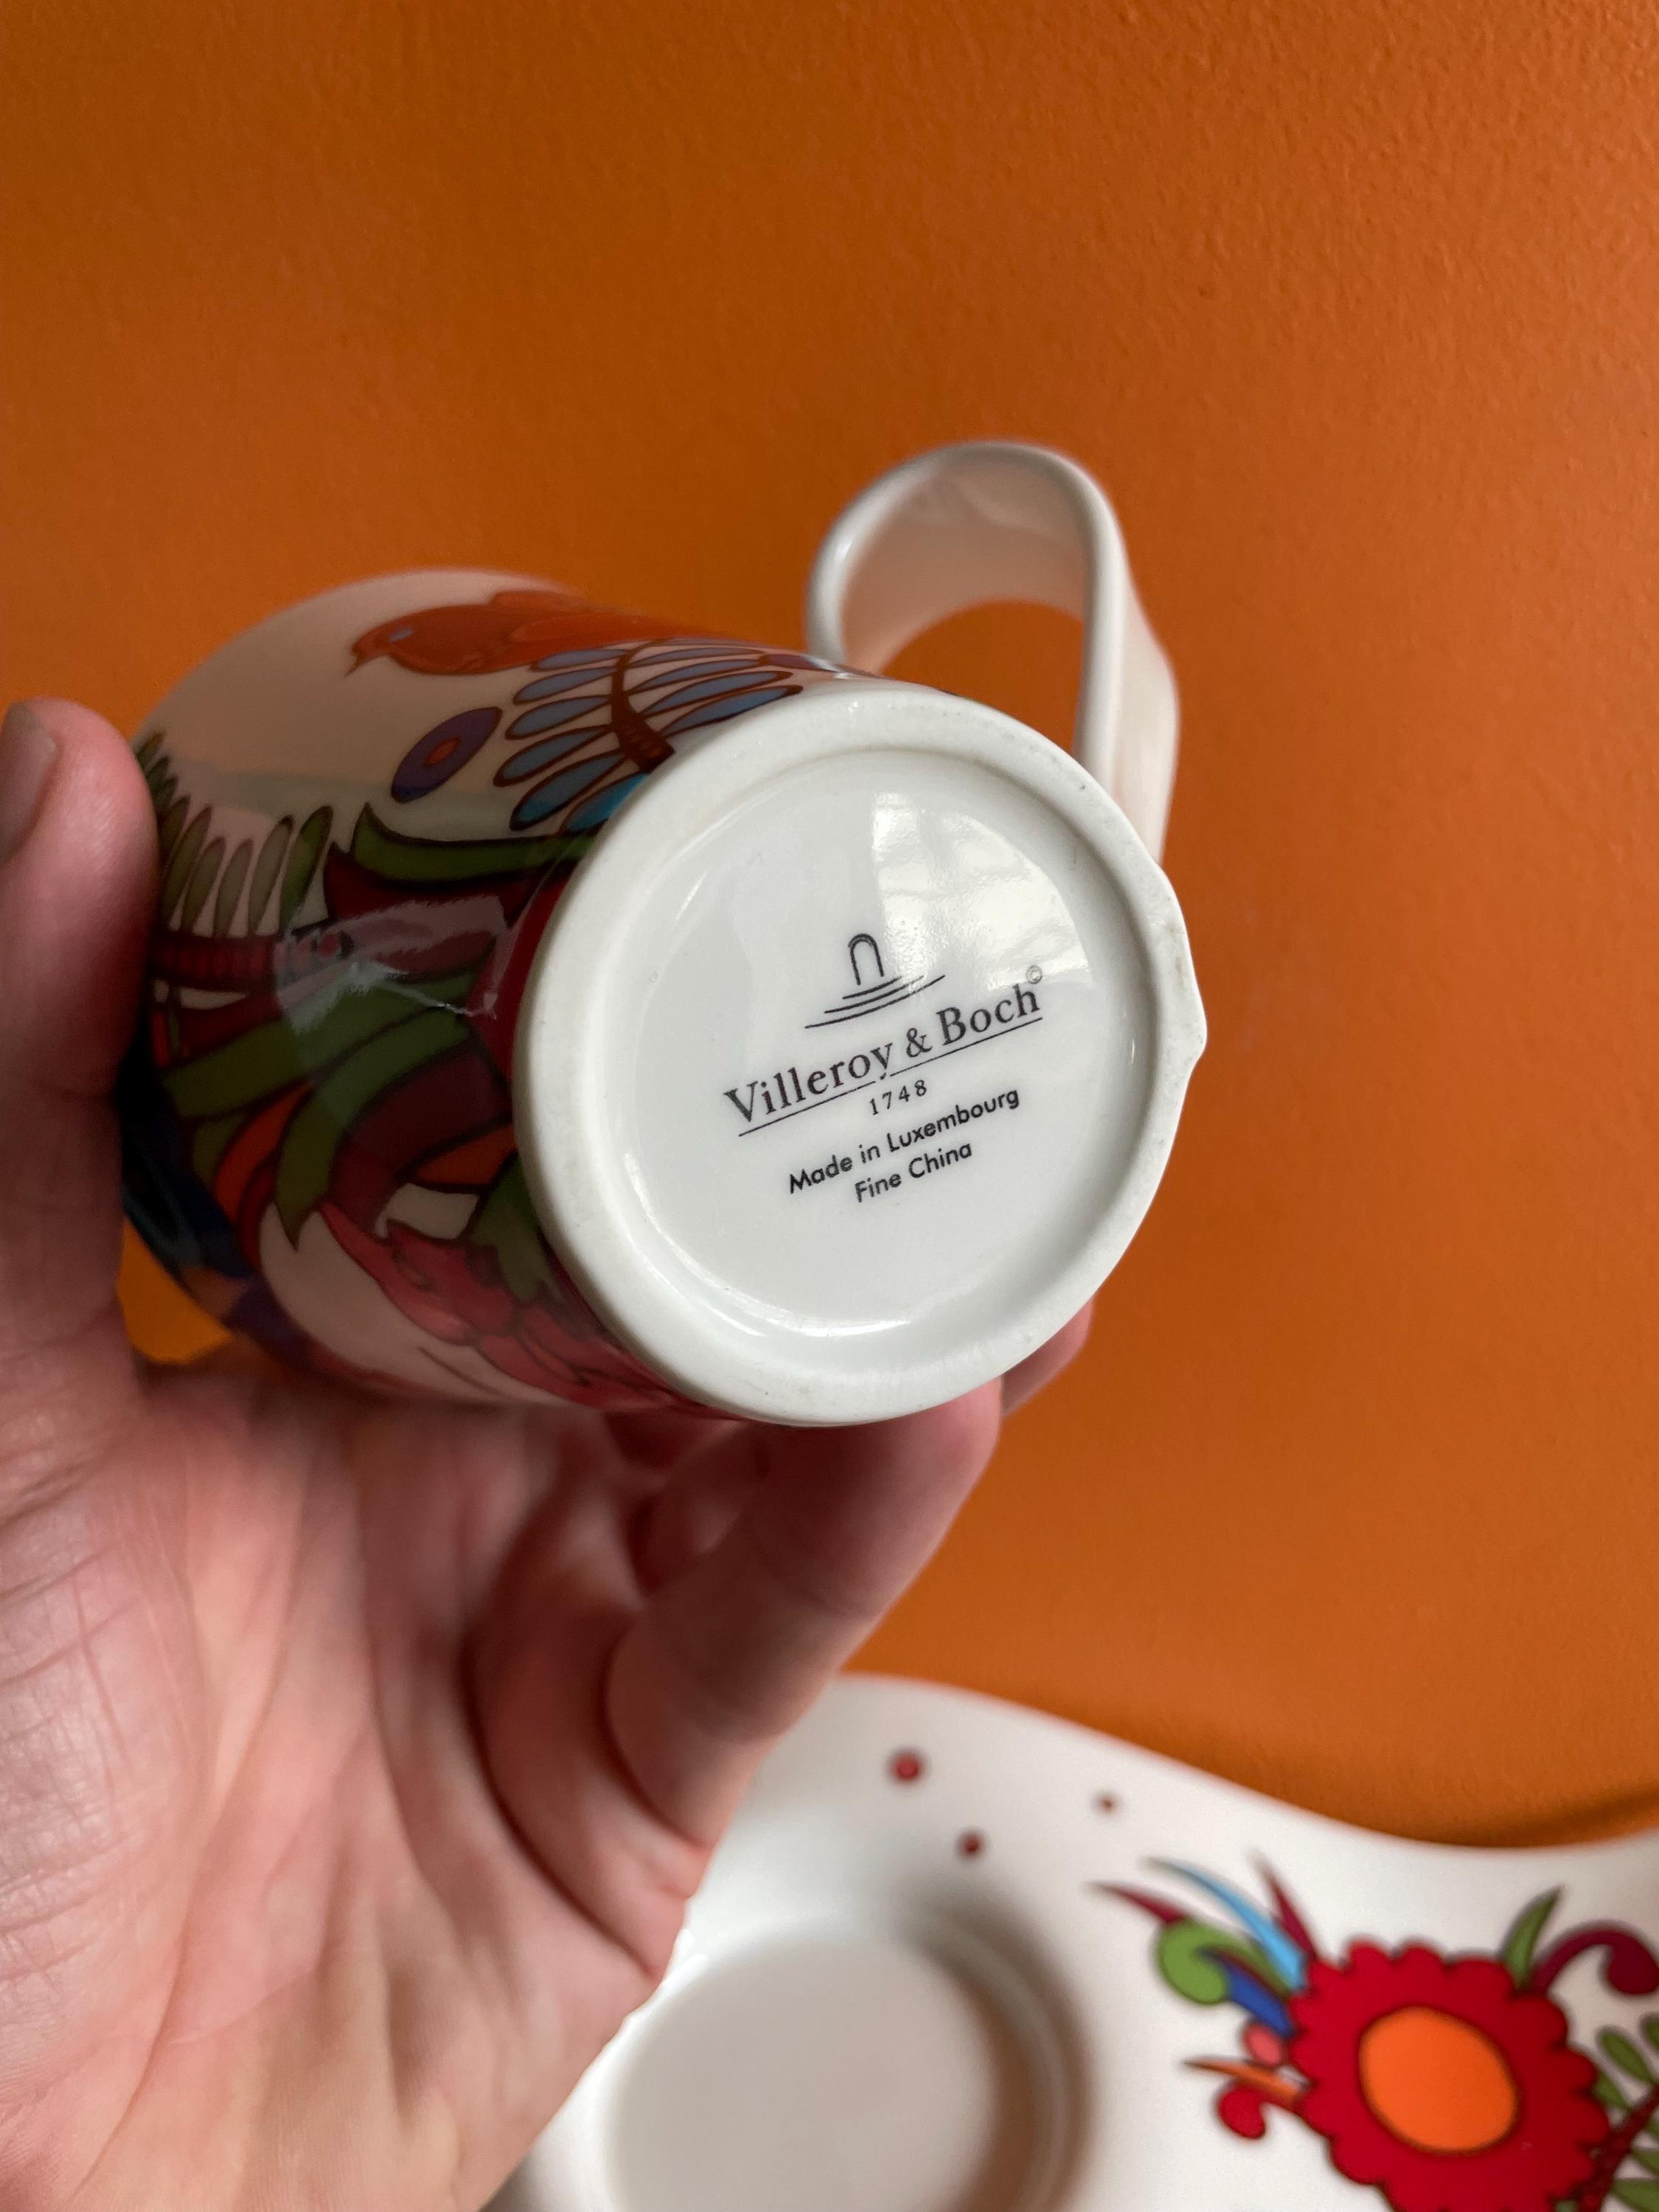 Villeroy & Boch©
1748
Made in Luxembourg
Fine China